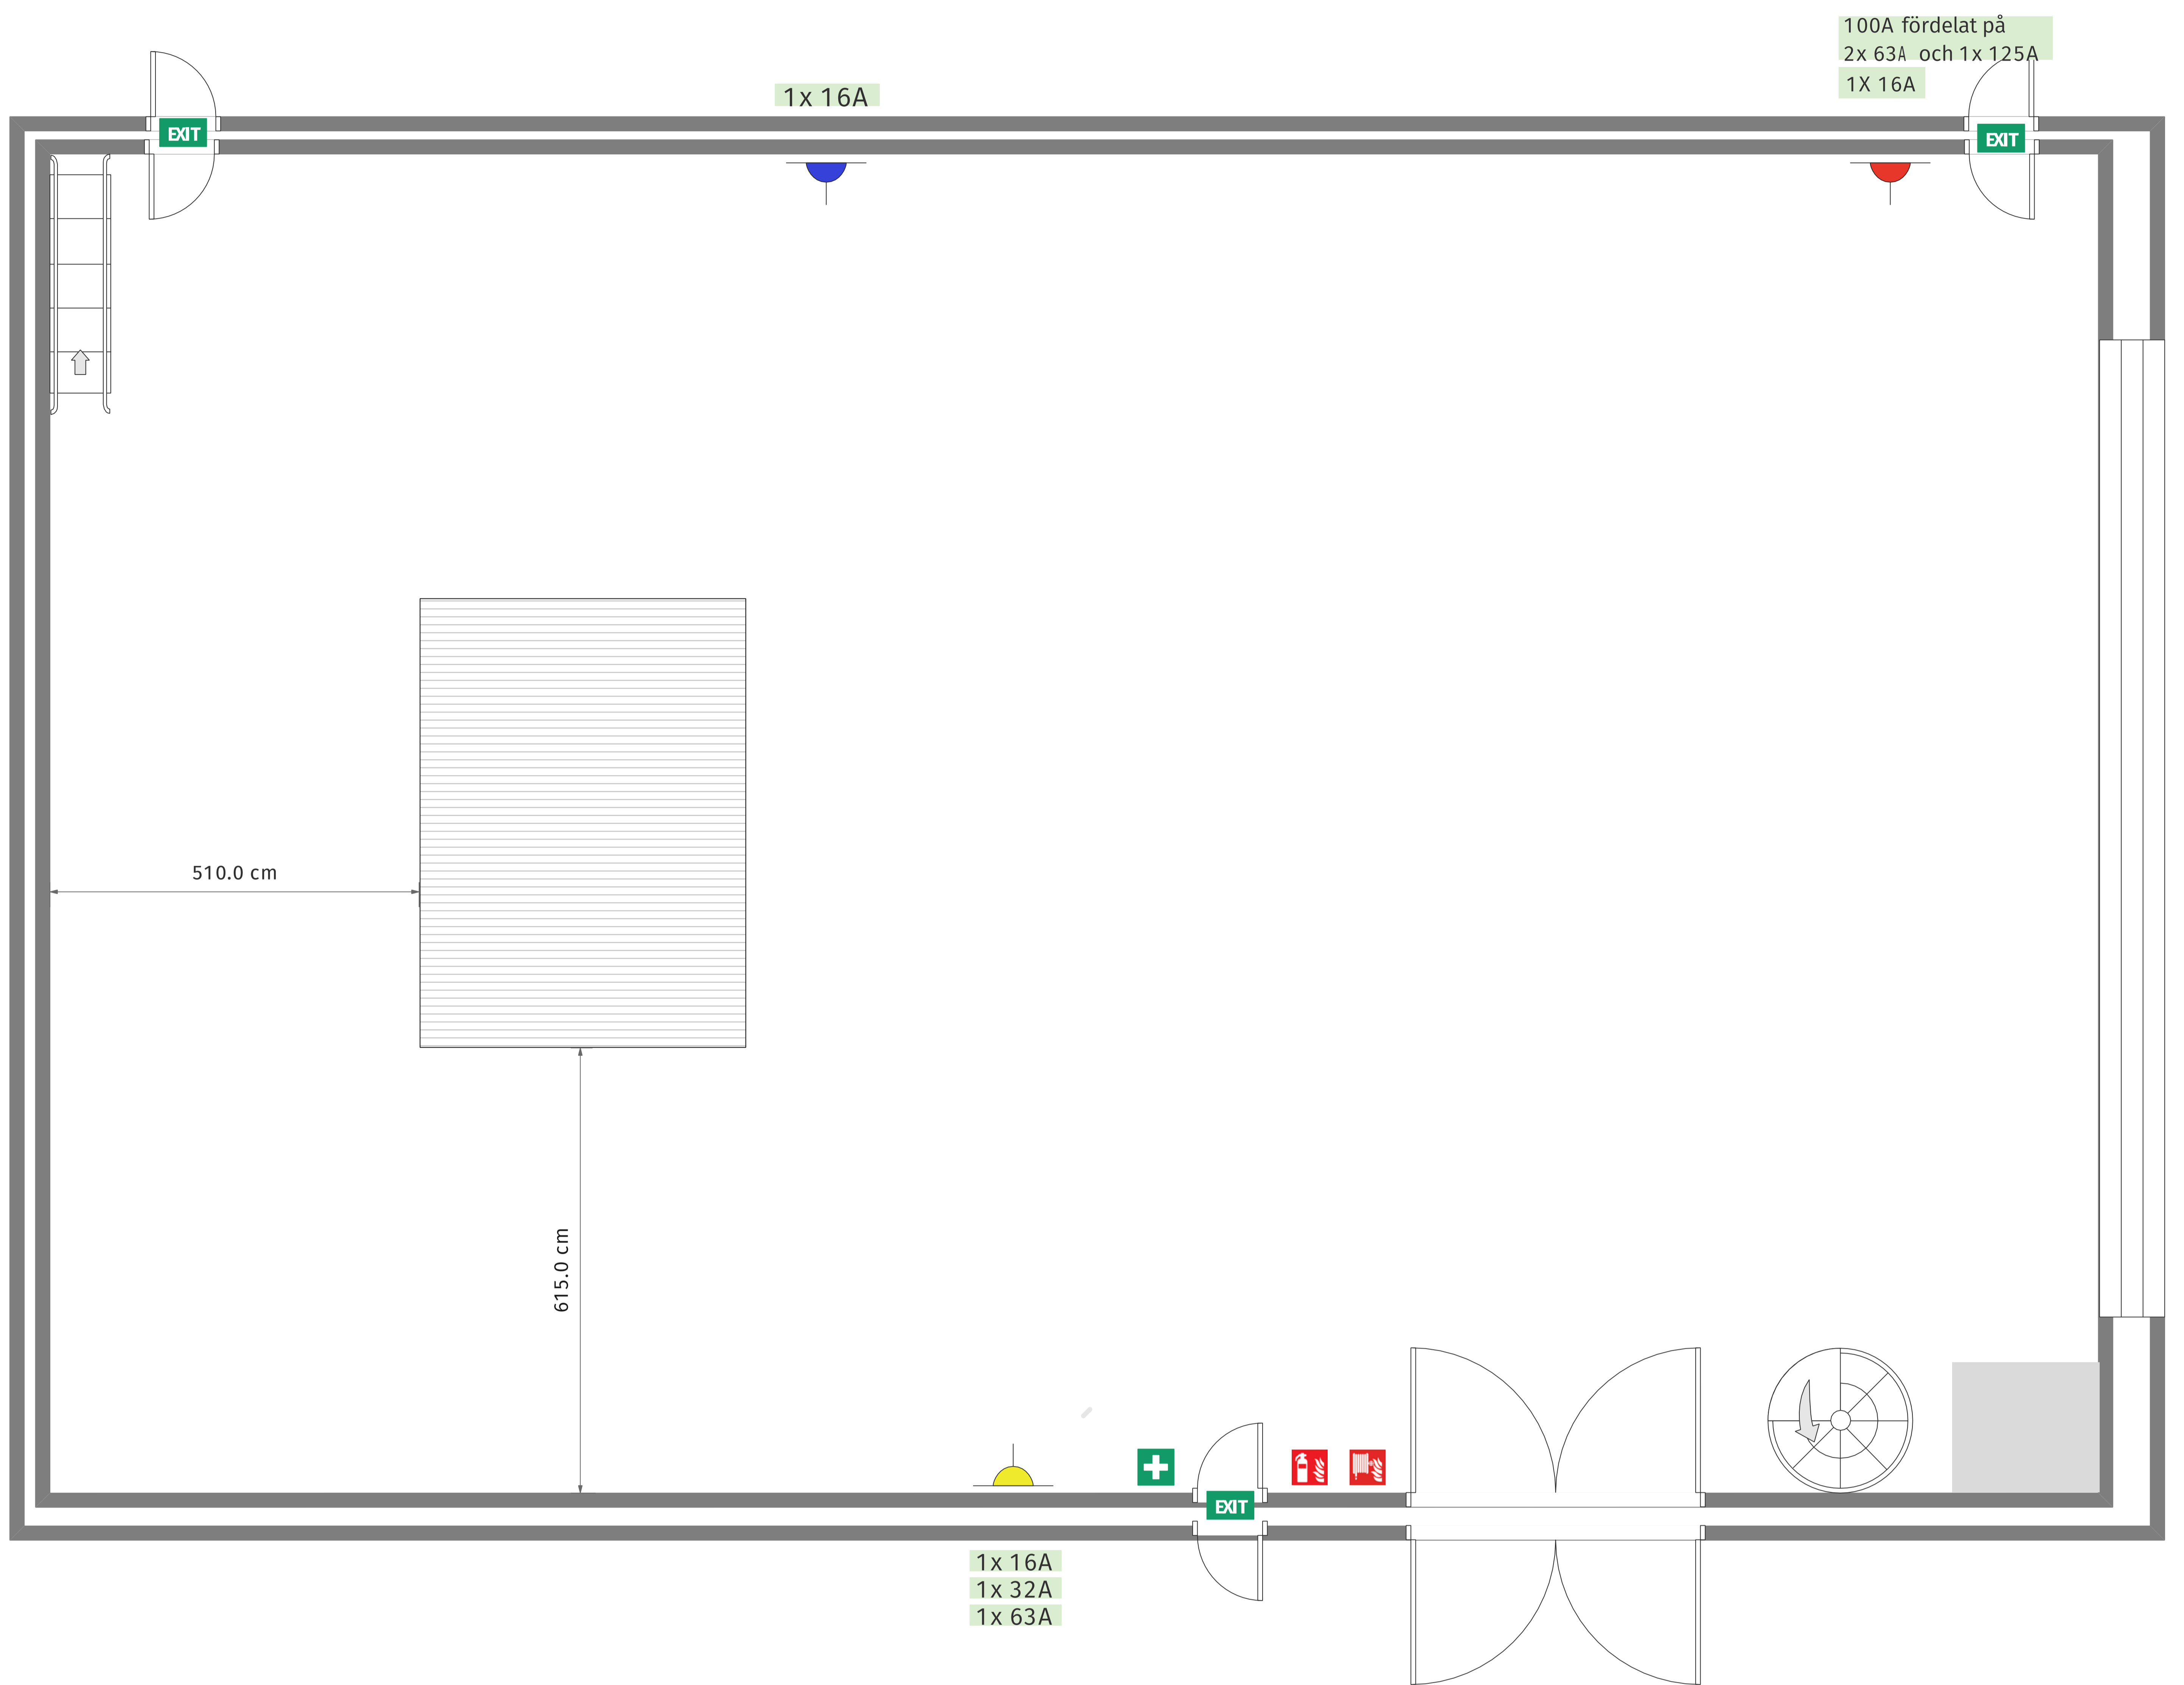 100A fördelat på
2x 63A och 1x 125A
1X 16A
1x 16A
EXIT
EXIT
510.0 cm
615.0 cm
EXIT
1x 16A
1x 32A
1x 63A